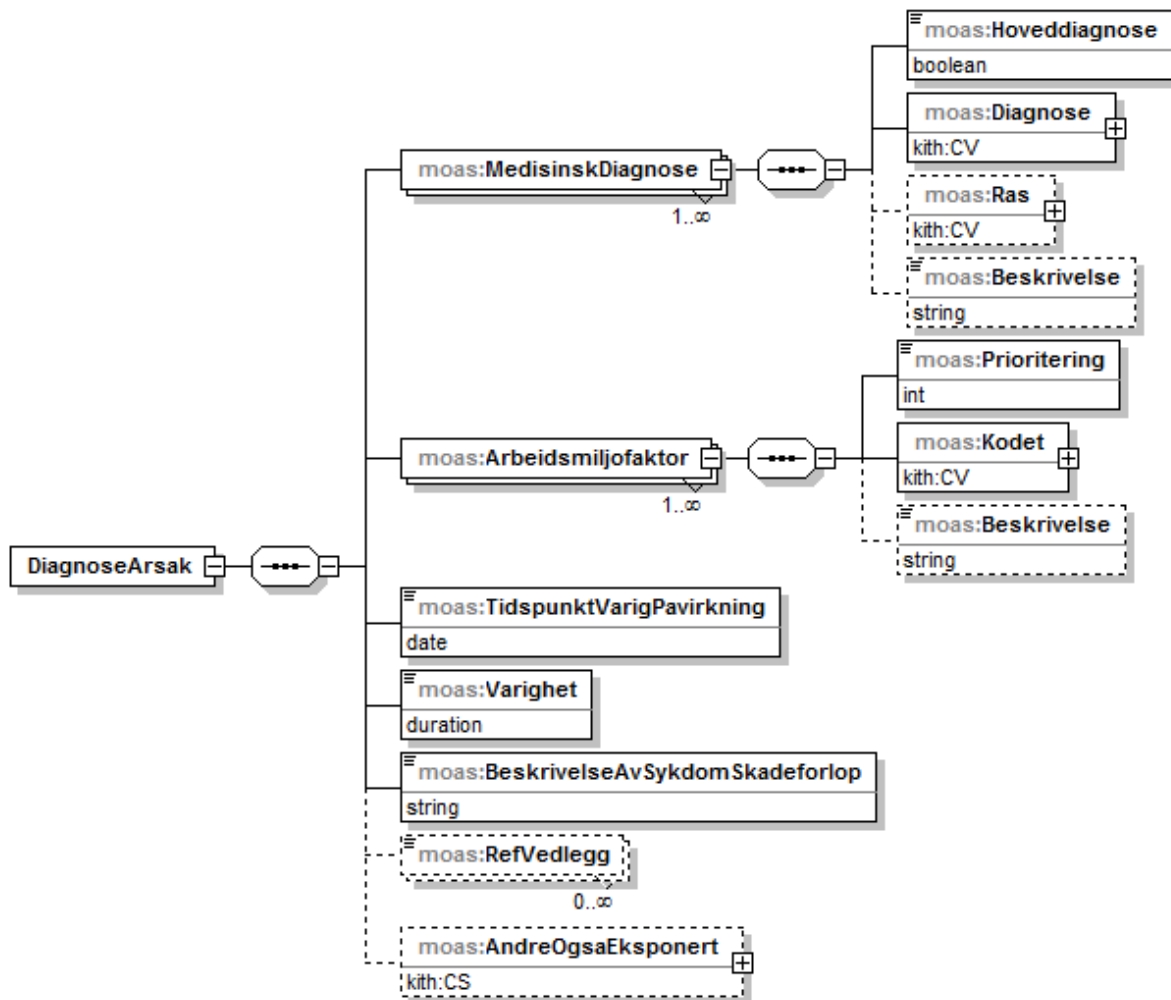 moas:Hoveddiagnose
boolean
moas:Diagnose
kith:CV
moas:MedisinskDiagnose
1..∞
moas:Ras
kith:CV
moas:Beskrivelse
string
moas:Prioritering
int
moas:Arbeidsmiljofaktor
1..∞
moas:Kodet
kith:CV
moas:Beskrivelse
string
DiagnoseArsak
moas:TidspunktVarigPavirkning
date
moas:Varighet
duration
moas:BeskrivelseAvSykdomSkadeforlop
string
moas:RefVedlegg
0..∞
moas:AndreOgsaEksponert
kith:CS